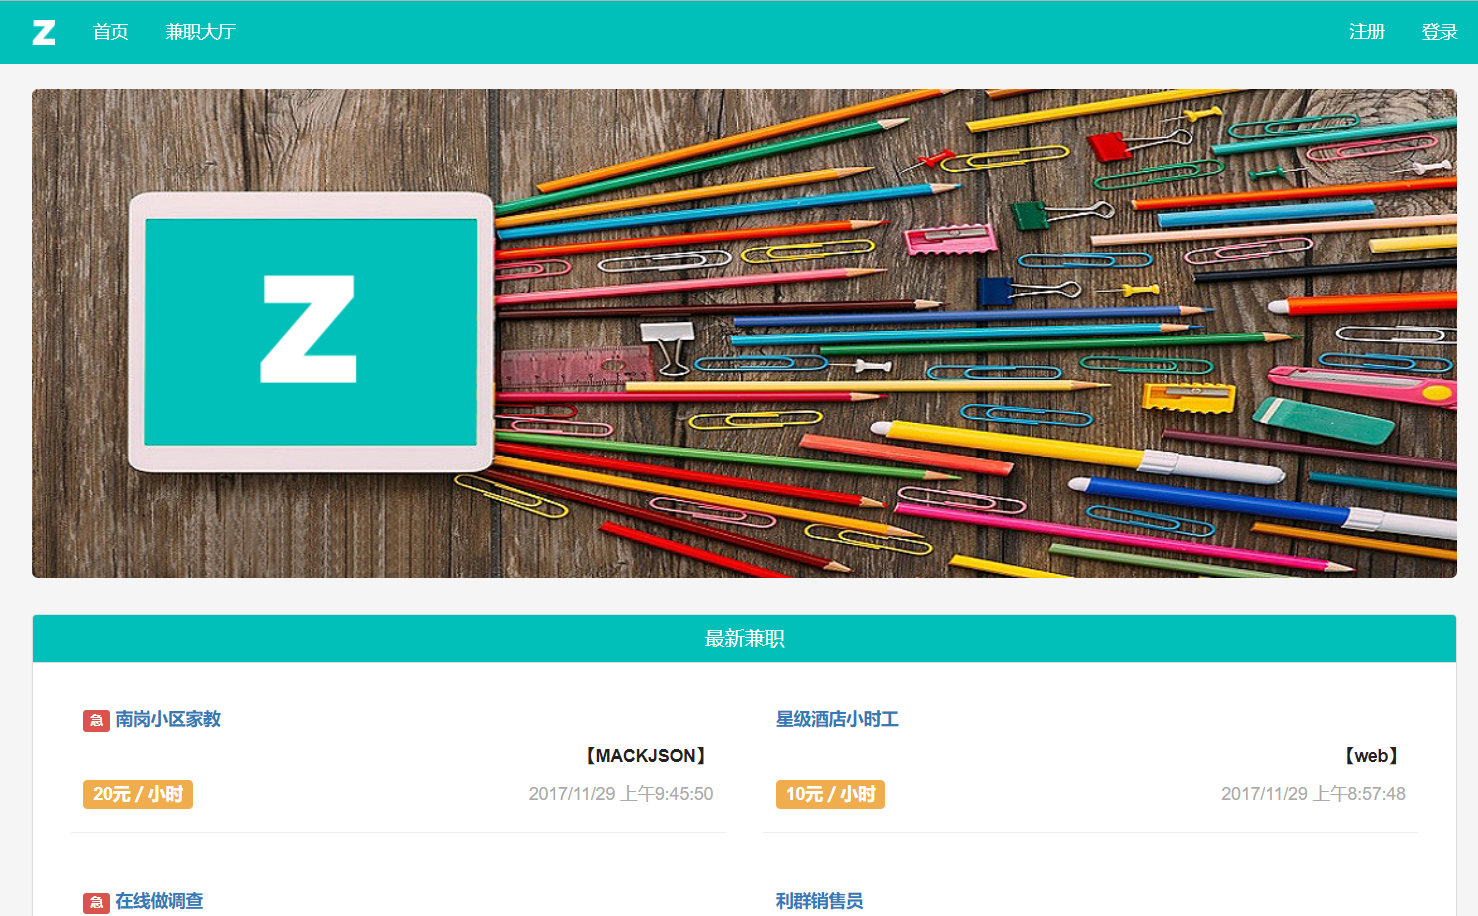 Z 首页 兼职大厅 注册 登录
Z
最新兼职
急 南岗小区家教
【MACKJSON】
20元 / 小时 2017/11/29 上午9:45:50
星级酒店小时工
【web】
10元 / 小时 2017/11/29 上午8:57:48
急 在线做调查
利群销售员